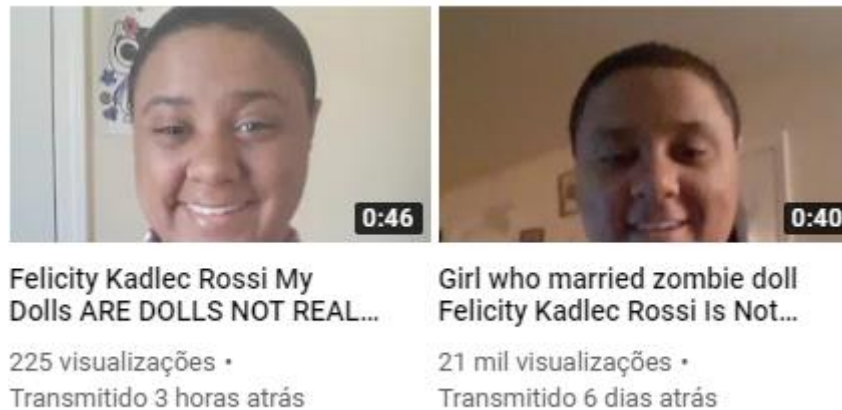 0:46
0:40
Felicity Kadlec Rossi My
Dolls ARE DOLLS NOT REAL...
225 visualizações •
Transmitido 3 horas atrás
Girl who married zombie doll
Felicity Kadlec Rossi Is Not...
21 mil visualizações •
Transmitido 6 dias atrás